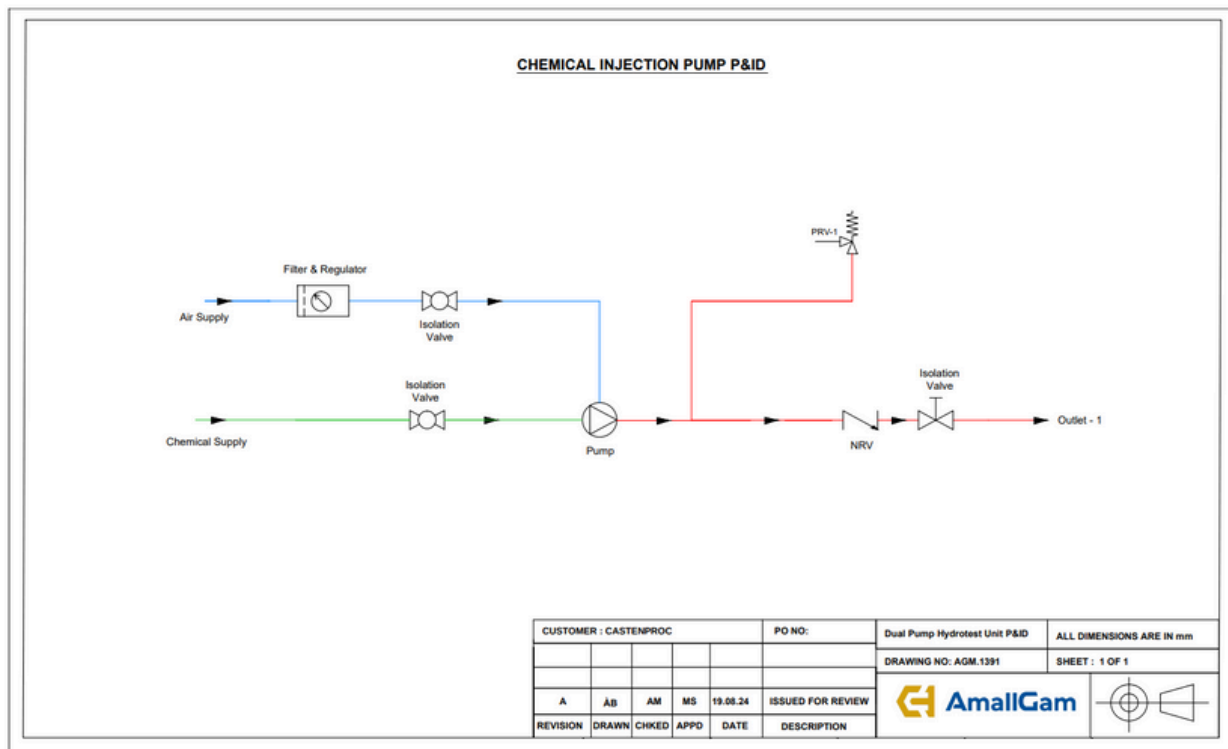 CHEMICAL INJECTION PUMP P&ID
PRV-1
Filter & Regulator
Air Supply
Isolation
Valve
Isolation
Valve
Isolation
Valve
Chemical Supply
Pump
NRV
Outlet - 1
CUSTOMER : CASTENPROC
PO NO:
Dual Pump Hydrotest Unit P&ID
ALL DIMENSIONS ARE IN mm
DRAWING NO: AGM.1391
SHEET : 1 OF 1
A ÀB AM MS 19.08.24 ISSUED FOR REVIEW
REVISION DRAWN CHKED APPD DATE DESCRIPTION
AmallGam